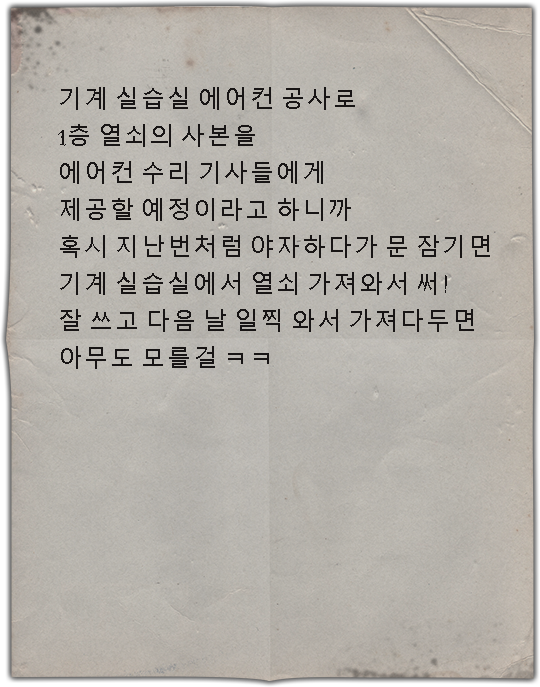 기계 실습실 에어컨 공사로
1층 열쇠의 사본을
에어컨 수리 기사들에게
제공할 예정이라고 하니까
혹시 지난번처럼 야자하다가 문 잠기면
기계 실습실에서 열쇠 가져와서 써!
잘 쓰고 다음 날 일찍 와서 가져다두면
아무도 모를걸 ㅋㅋ